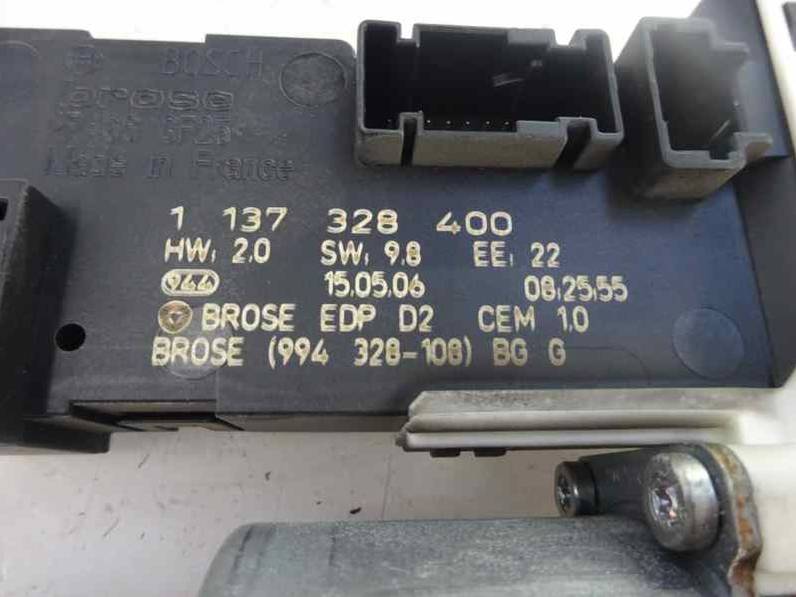 BOSCH
brose
Made in France
1 137 328 400
HW: 2.0 SW: 9.8 EE: 22
944 15.05.06 08:25:55
BROSE EDP D2 CEM 1.0
BROSE (994 328-108) BG G